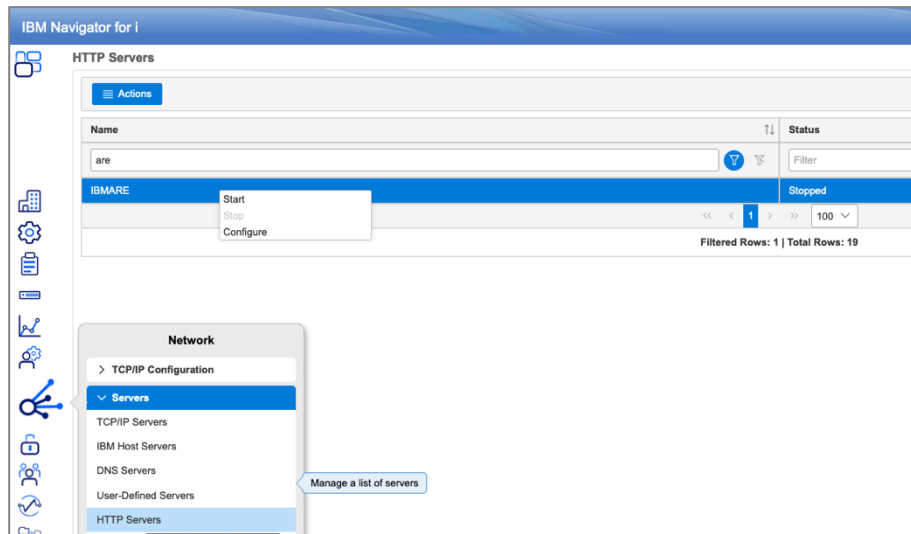 IBM Navigator for i
HTTP Servers
Actions
Name Status
are Filter
IBMARE Stopped
Start
Stop
Configure
<< < 1 > >> 100
Filtered Rows: 1 | Total Rows: 19
Network
> TCP/IP Configuration
Servers
TCP/IP Servers
IBM Host Servers
DNS Servers
Manage a list of servers
User-Defined Servers
HTTP Servers